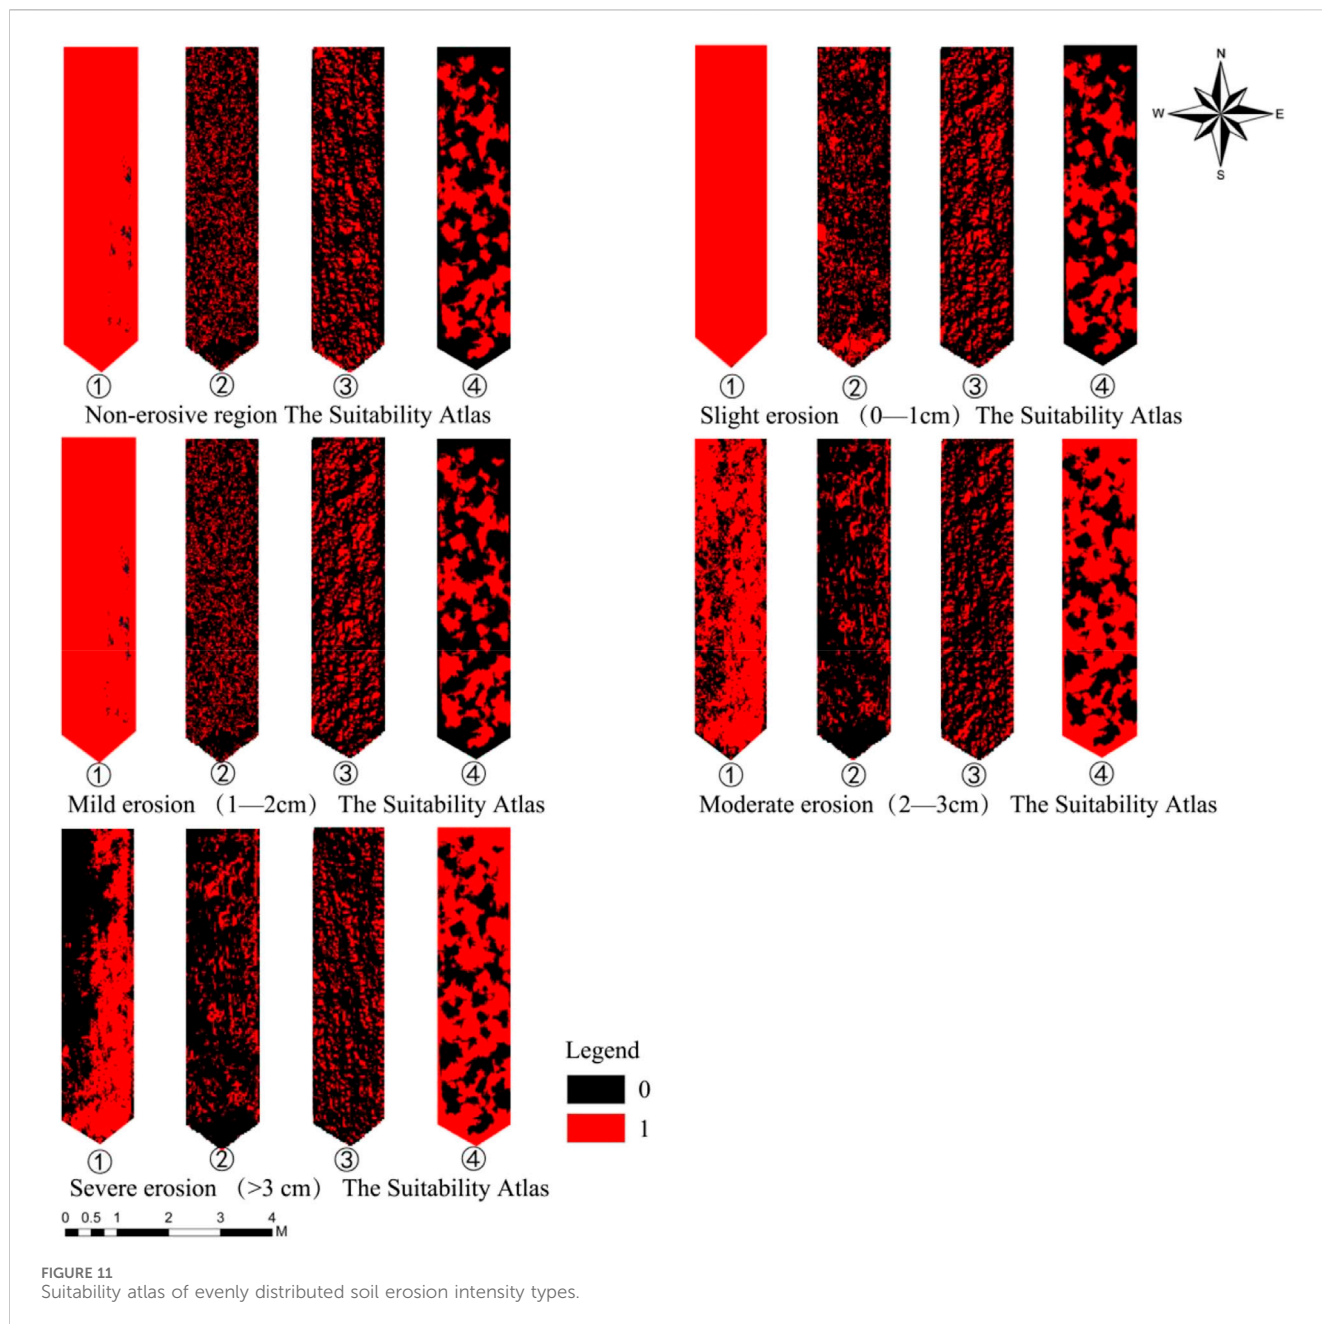 N
W E
S
① ② ③ ④
Non-erosive region The Suitability Atlas
① ② ③ ④
Slight erosion （0—1cm）The Suitability Atlas
① ② ③ ④
Mild erosion （1—2cm） The Suitability Atlas
① ② ③ ④
Moderate erosion（2—3cm） The Suitability Atlas
① ② ③ ④
Severe erosion （>3 cm） The Suitability Atlas
Legend
0
1
0 0.5 1 2 3 4
M
FIGURE 11
Suitability atlas of evenly distributed soil erosion intensity types.